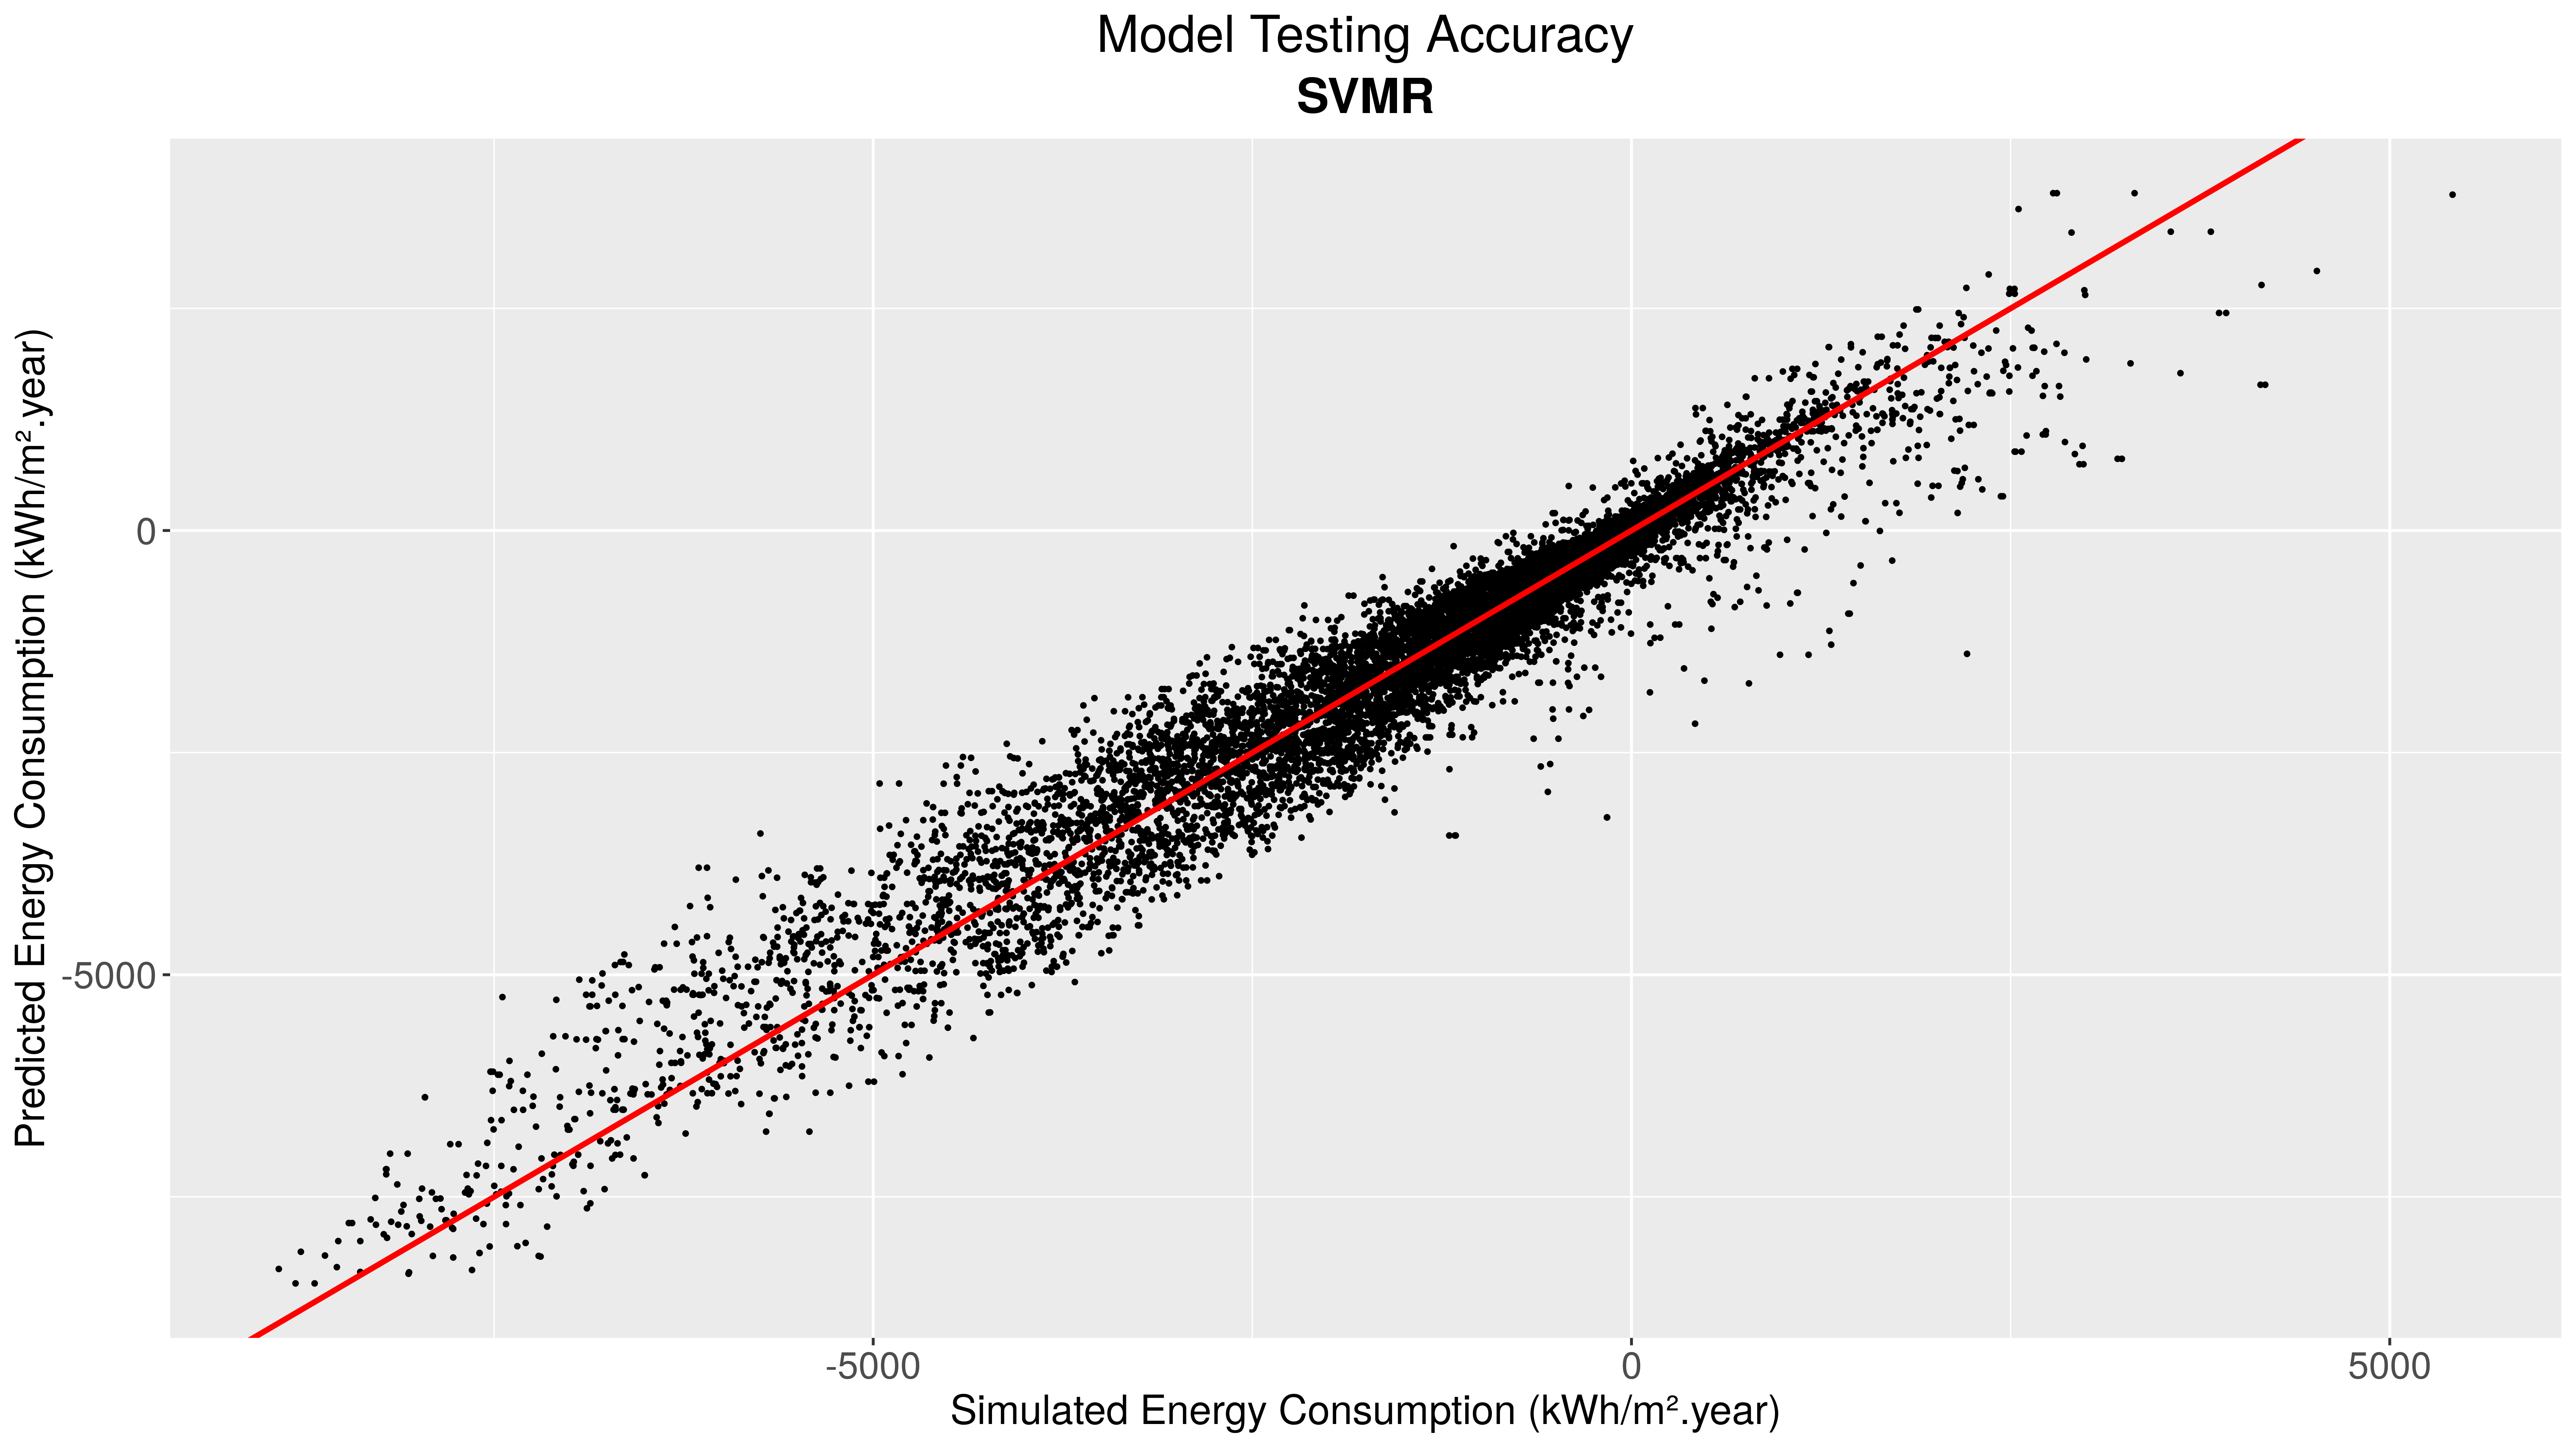 Model Testing Accuracy
SVMR
Predicted Energy Consumption (kWh/m².year)
0
-5000
-5000
0
5000
Simulated Energy Consumption (kWh/m².year)